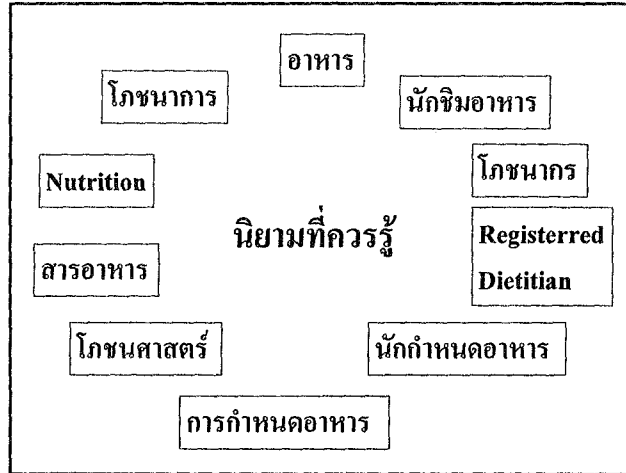 อาหาร
โภชนาการ
นักชิมอาหาร
โภชนากร
Nutrition
นิยามที่ควรรู้
Registerred
Dietitian
สารอาหาร
โภชนศาสตร์
นักกำหนดอาหาร
การกำหนดอาหาร